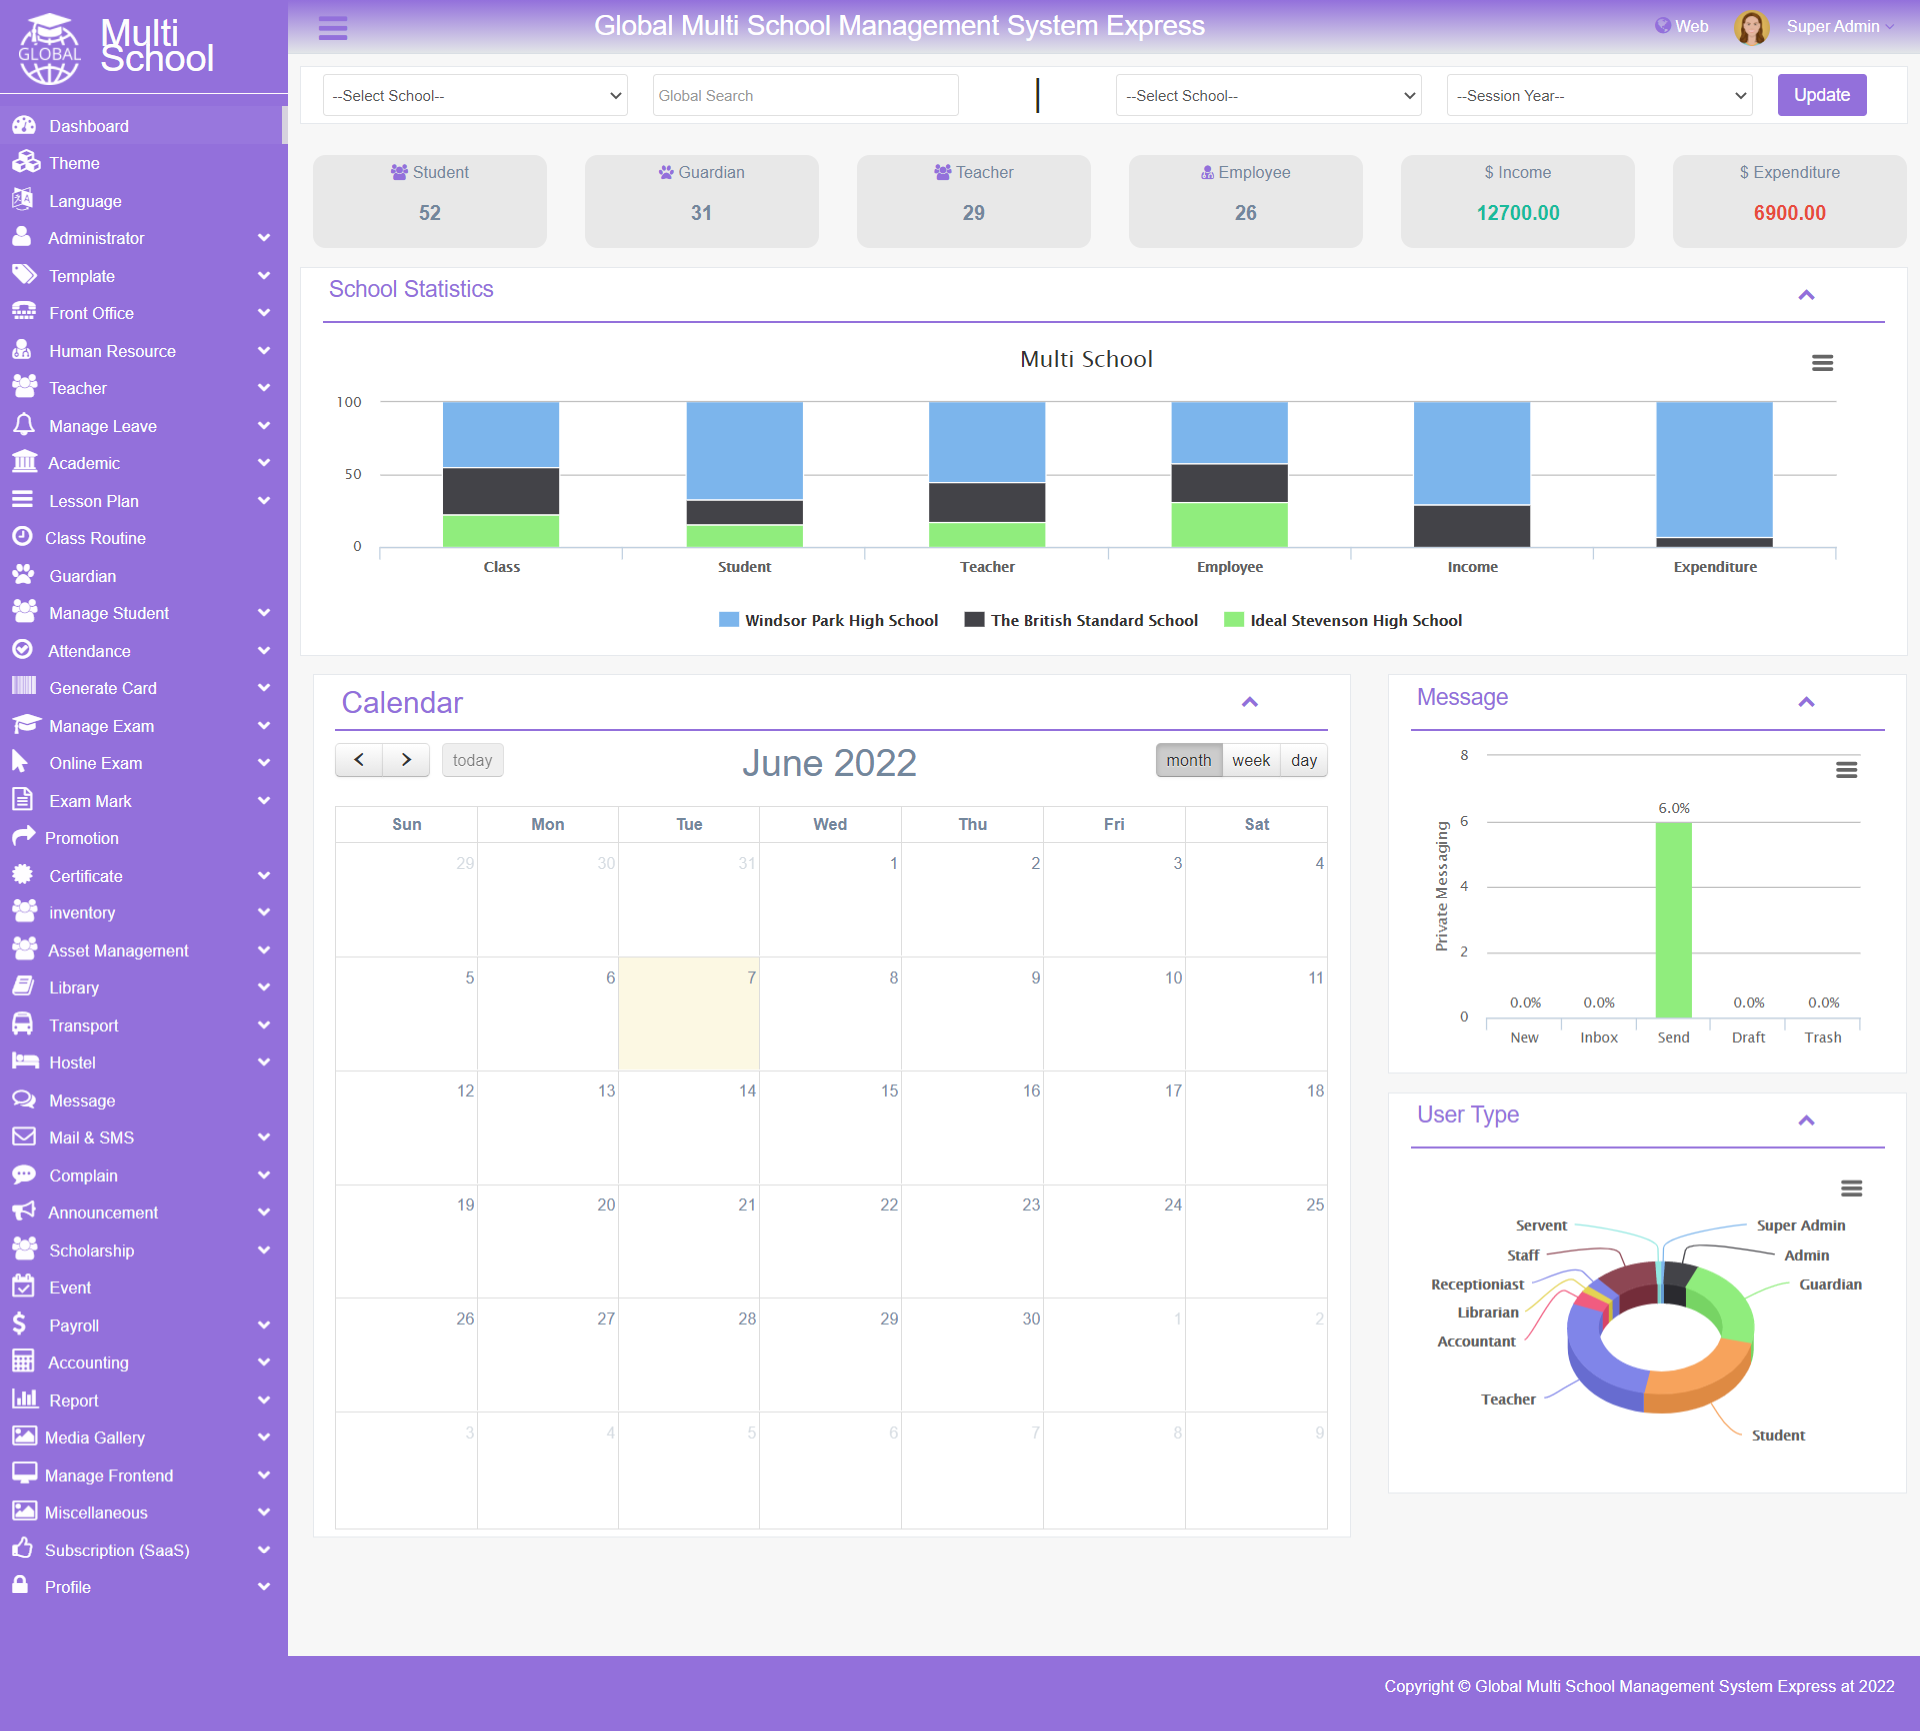 GLOBAL
Multi
School
Global Multi School Management System Express
Web
Super Admin
--Select School--
Global Search
--Select School--
--Session Year--
Update
Dashboard
Theme
Language
Administrator
Template
Front Office
Human Resource
Teacher
Manage Leave
Academic
Lesson Plan
Class Routine
Guardian
Manage Student
Attendance
Generate Card
Manage Exam
Online Exam
Exam Mark
Promotion
Certificate
inventory
Asset Management
Library
Transport
Hostel
Message
Mail & SMS
Complain
Announcement
Scholarship
Event
Payroll
Accounting
Report
Media Gallery
Manage Frontend
Miscellaneous
Subscription (SaaS)
Profile
Student
52
Guardian
31
Teacher
29
Employee
26
$ Income
12700.00
$ Expenditure
6900.00
School Statistics
Multi School
100
50
0
Class Student Teacher Employee Income Expenditure
Windsor Park High School The British Standard School Ideal Stevenson High School
Calendar
today
June 2022
month week day
Sun Mon Tue Wed Thu Fri Sat
29 30 31 1 2 3 4
5 6 7 8 9 10 11
12 13 14 15 16 17 18
19 20 21 22 23 24 25
26 27 28 29 30 1 2
3 4 5 6 7 8 9
Message
Private Messaging
8
6
4
2
0
6.0%
0.0% 0.0% 0.0% 0.0%
New Inbox Send Draft Trash
User Type
Servent
Super Admin
Staff
Admin
Receptioniast
Guardian
Librarian
Accountant
Teacher
Student
Copyright © Global Multi School Management System Express at 2022